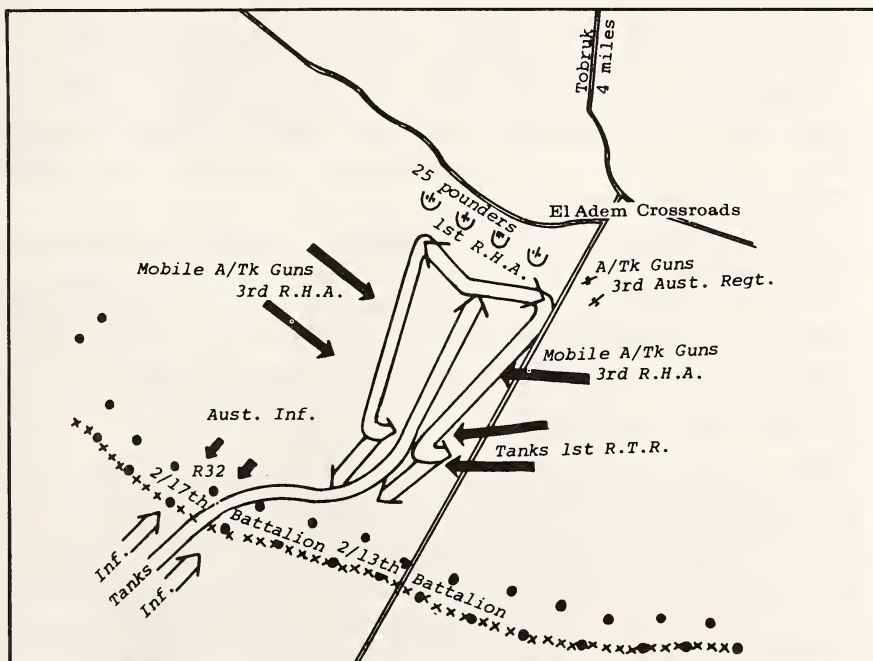 Tobruk
4 miles
25 pounders
1st R.H.A.
El Adem Crossroads
Mobile A/Tk Guns
3rd R.H.A.
A/Tk Guns
3rd Aust. Regt.
Mobile A/Tk Guns
3rd R.H.A.
Aust. Inf.
Tanks 1st R.T.R.
R32
2/17th Battalion
2/13th Battalion
Inf.
Tanks
Inf.